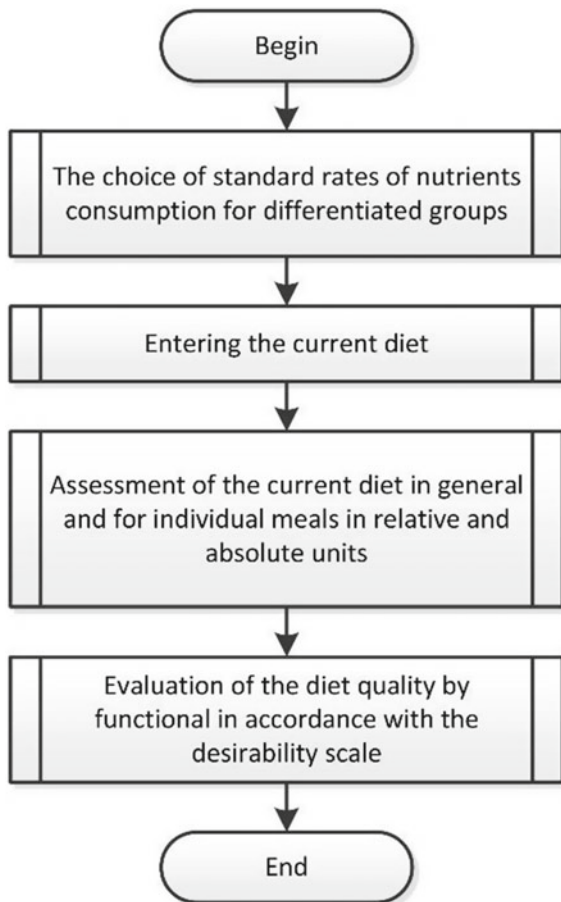 Begin
The choice of standard rates of nutrients
consumption for differentiated groups
Entering the current diet
Assessment of the current diet in general
and for individual meals in relative and
absolute units
Evaluation of the diet quality by
functional in accordance with the
desirability scale
End